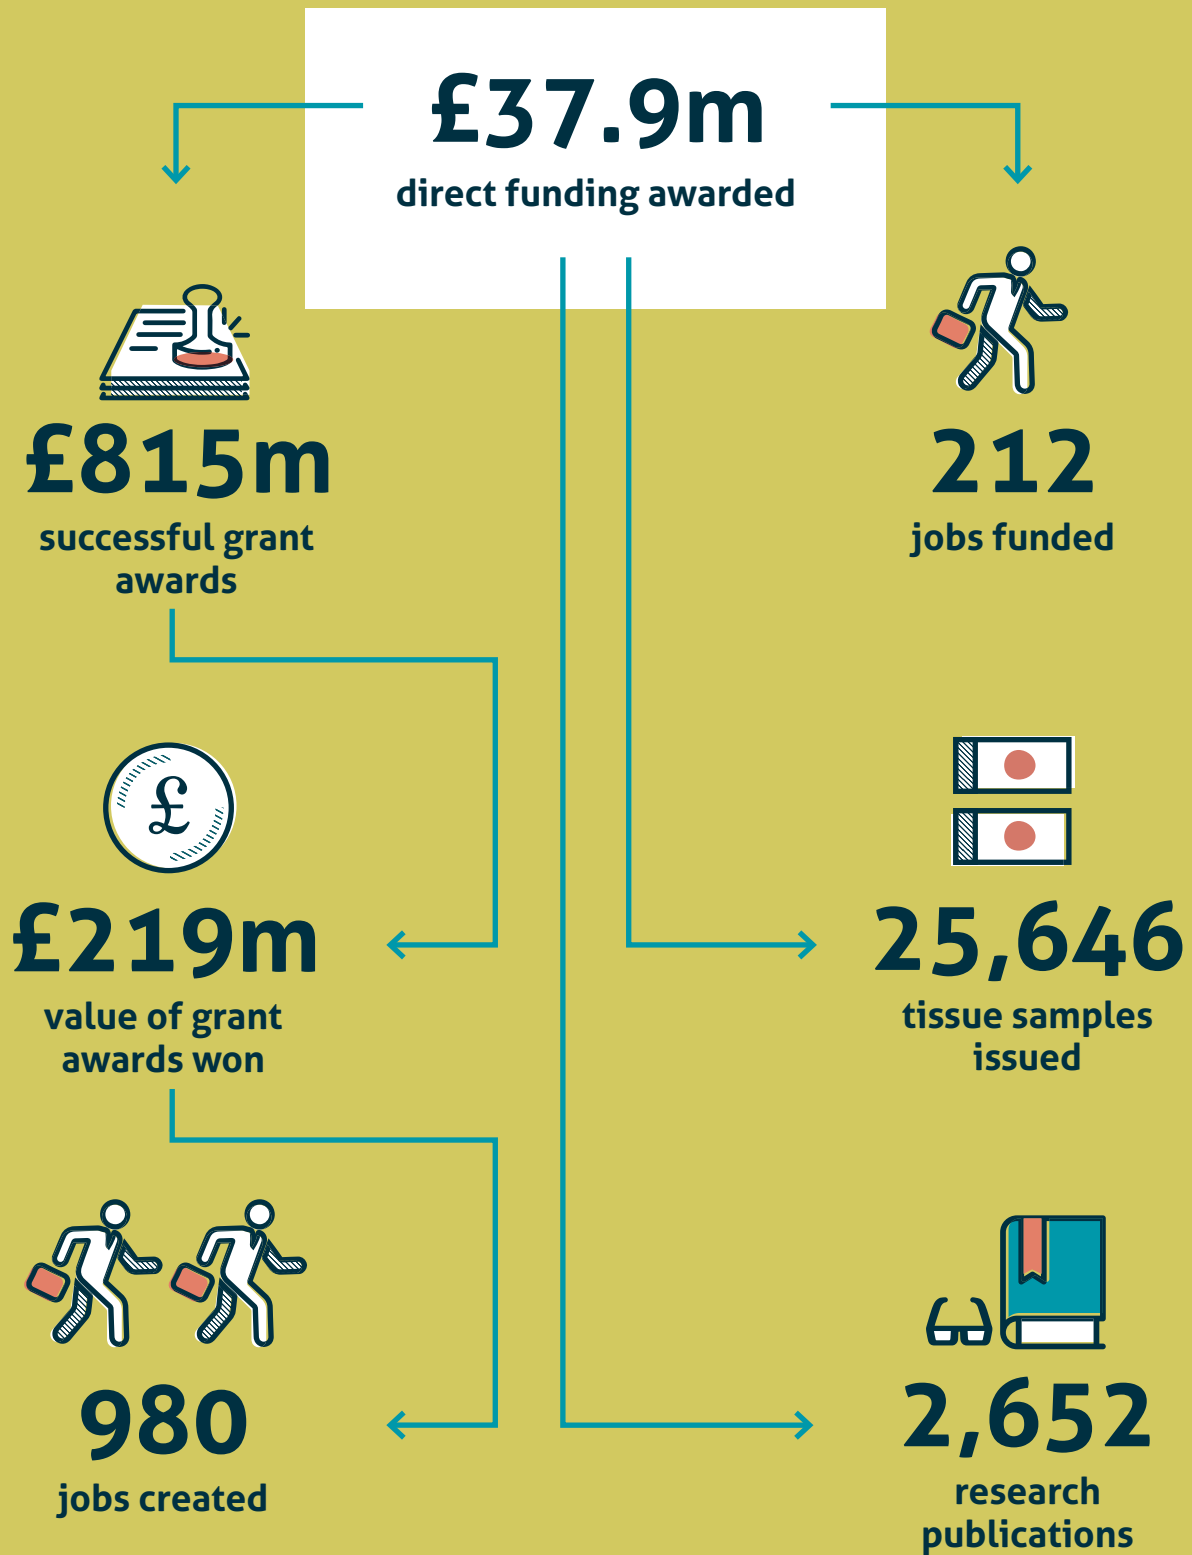 £37.9m
direct funding awarded
£815m
successful grant
awards
212
jobs funded
£
£219m
value of grant
awards won
25,646
tissue samples
issued
980
jobs created
2,652
research
publications